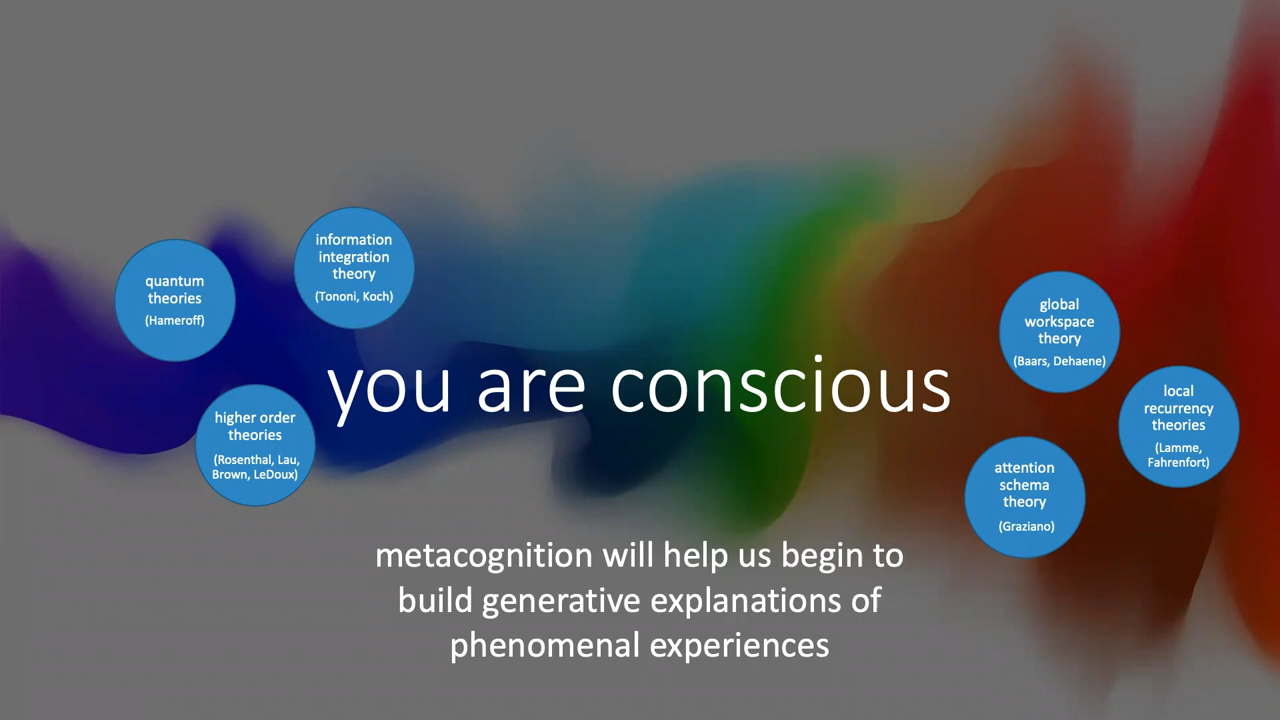 quantum
theories
(Hameroff)
information
integration
theory
(Tononi, Koch)
higher order
theories
(Rosenthal, Lau,
Brown, LeDoux)
you are conscious
global
workspace
theory
(Baars, Dehaene)
local
recurrency
theories
(Lamme,
Fahrenfort)
attention
schema
theory
(Graziano)
metacognition will help us begin to
build generative explanations of
phenomenal experiences